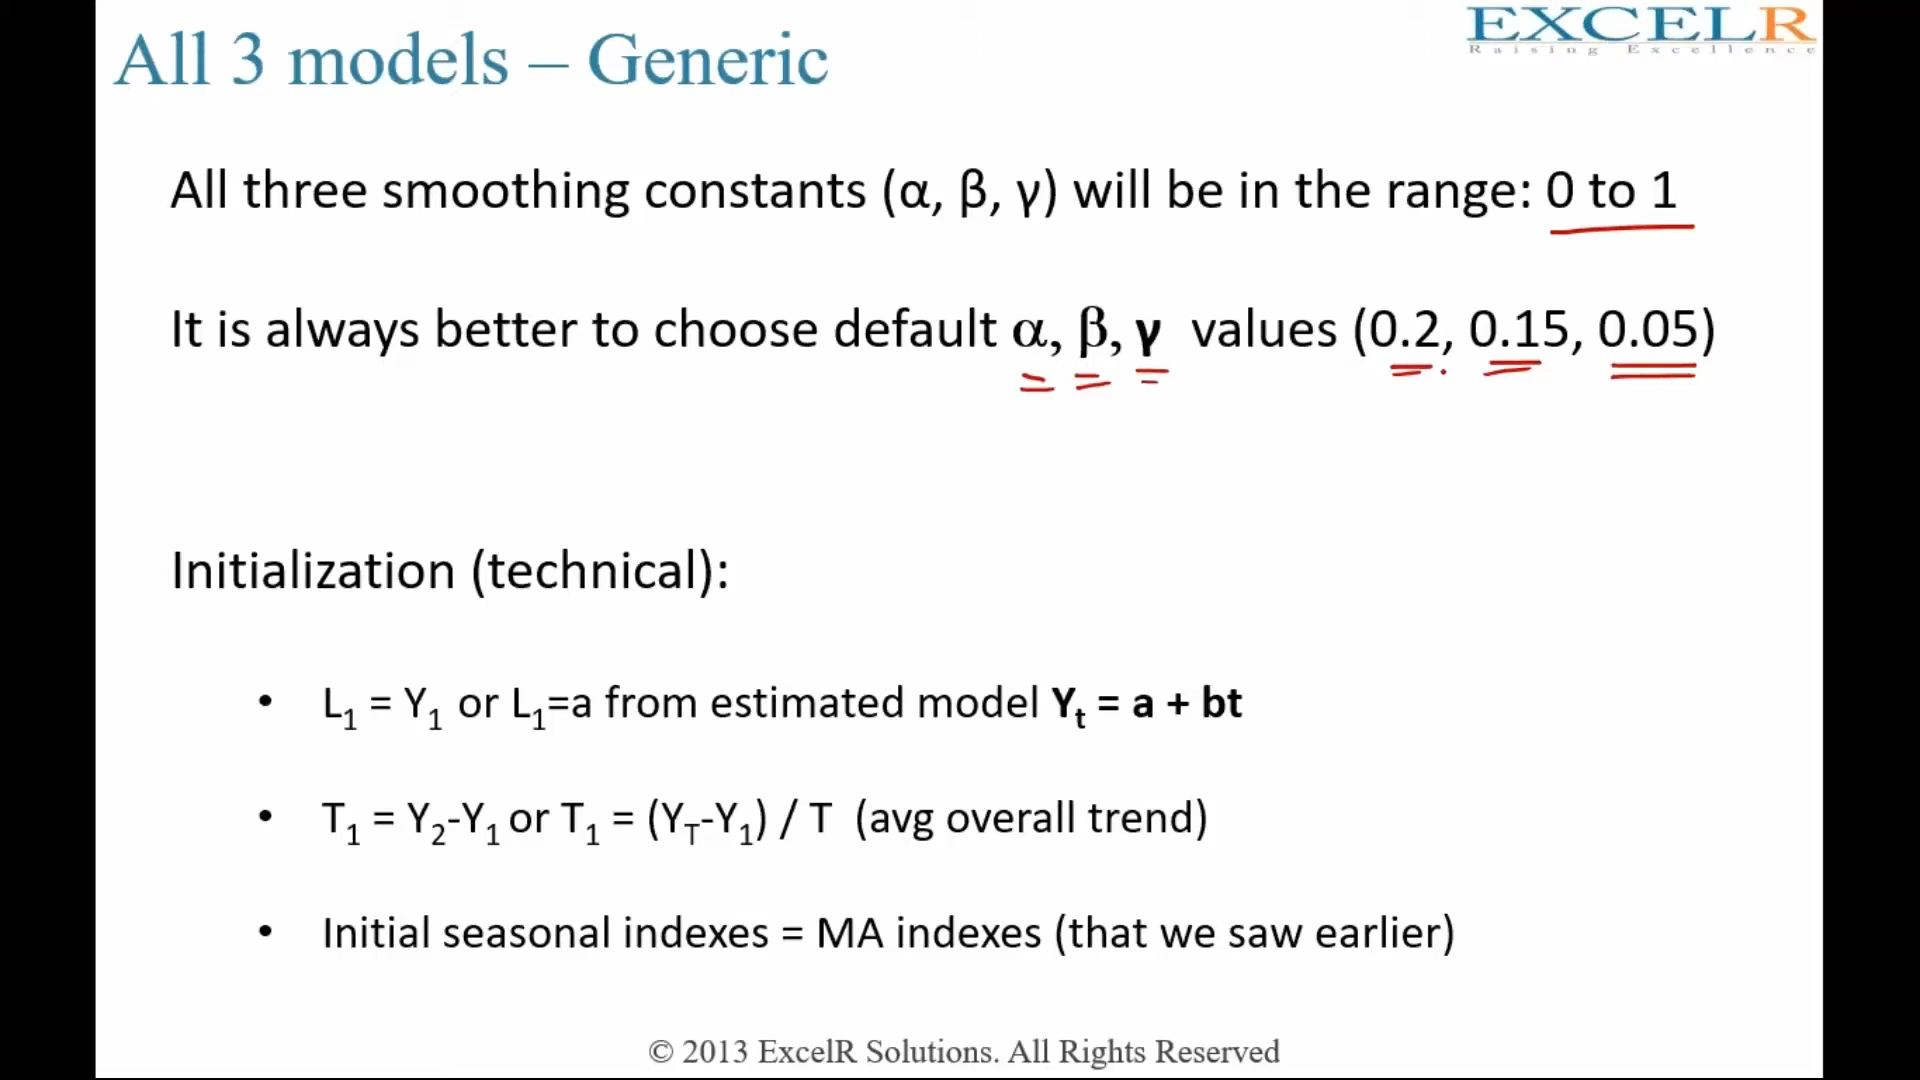 EXCELR
Raising Excellence
All 3 models – Generic
All three smoothing constants (α, β, γ) will be in the range: 0 to 1
It is always better to choose default α, β, γ values (0.2, 0.15, 0.05)
Initialization (technical):
• L₁ = Y₁ or L₁=a from estimated model Yₜ = a + bt
• T₁ = Y₂-Y₁ or T₁ = (Y_T-Y₁) / T (avg overall trend)
• Initial seasonal indexes = MA indexes (that we saw earlier)
© 2013 ExcelR Solutions. All Rights Reserved